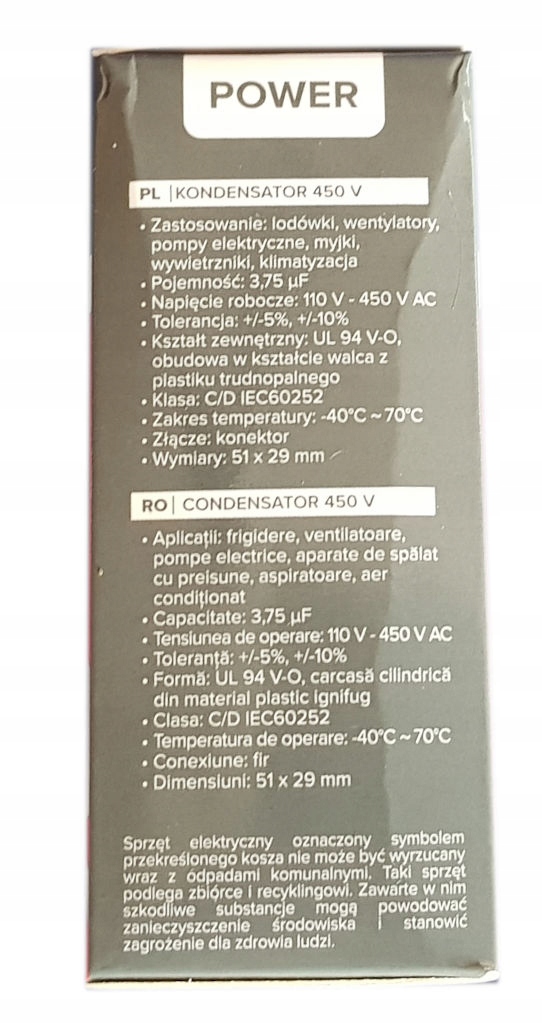 POWER
PL | KONDENSATOR 450 V
• Zastosowanie: lodówki, wentylatory,
pompy elektryczne, myjki,
wywietrzniki, klimatyzacja
• Pojemność: 3,75 µF
• Napięcie robocze: 110 V - 450 V AC
• Tolerancja: +/-5%, +/-10%
• Kształt zewnętrzny: UL 94 V-O,
obudowa w kształcie walca z
plastiku trudnopalnego
• Klasa: C/D IEC60252
• Zakres temperatury: -40°C ~ 70°C
• Złącze: konektor
• Wymiary: 51 x 29 mm
RO | CONDENSATOR 450 V
• Aplicații: frigidere, ventilatoare,
pompe electrice, aparate de spălat
cu preisune, aspiratoare, aer
condiționat
• Capacitate: 3,75 µF
• Tensiunea de operare: 110 V - 450 V AC
• Toleranță: +/-5%, +/-10%
• Formă: UL 94 V-O, carcasă cilindrică
din material plastic ignifug
• Clasa: C/D IEC60252
• Temperatura de operare: -40°C ~ 70°C
• Conexiune: fir
• Dimensiuni: 51 x 29 mm
Sprzęt elektryczny oznaczony symbolem
przekreślonego kosza nie może być wyrzucany
wraz z odpadami komunalnymi. Taki sprzęt
podlega zbiórce i recyklingowi. Zawarte w nim
szkodliwe substancje mogą powodować
zanieczyszczenie środowiska i stanowić
zagrożenie dla zdrowia ludzi.